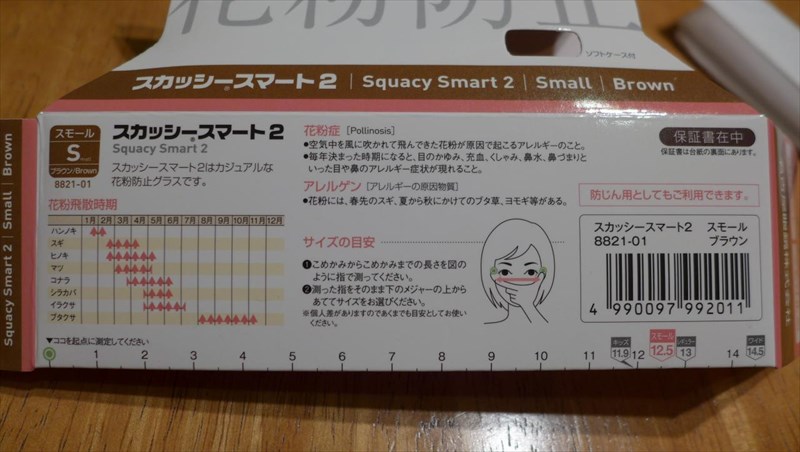 花粉防止
ソフトケース付
スカッシースマート2 | Squacy Smart 2 | Small | Brown
Squacy Smart 2 | Small | Brown
スモール
S
ブラウン/Brown
8821-01
スカッシースマート2
Squacy Smart 2
スカッシースマート2はカジュアルな
花粉防止グラスです。
花粉飛散時期
1月 2月 3月 4月 5月 6月 7月 8月 9月 10月 11月 12月
ハンノキ
スギ
ヒノキ
マツ
コナラ
シラカバ
イラクサ
ブタクサ
花粉症 [Pollinosis]
●空気中を風に吹かれて飛んできた花粉が原因で起こるアレルギーのこと。
●毎年決まった時期になると、目のかゆみ、充血、くしゃみ、鼻水、鼻づまりと
いった目や鼻のアレルギー症状が現れること。
アレルゲン [アレルギーの原因物質]
●花粉には、春先のスギ、夏から秋にかけてのブタ草、ヨモギ等がある。
サイズの目安
❶こめかみからこめかみまでの長さを図の
ように指で測ってください。
❷測った指をそのまま下のメジャーの上から
あててサイズをお選びください。
※個人差がありますのであくまでも目安としてお使い
ください。
保証書在中
保証書は台紙の裏面にあります。
防じん用としてもご利用できます。
スカッシースマート2 スモール
8821-01 ブラウン
4 990097 992011
▼ココを起点に測定してください
0 1 2 3 4 5 6 7 8 9 10 11 12 13 14
キッズ
11.9
スモール
12.5
レギュラー
ワイド
14.5